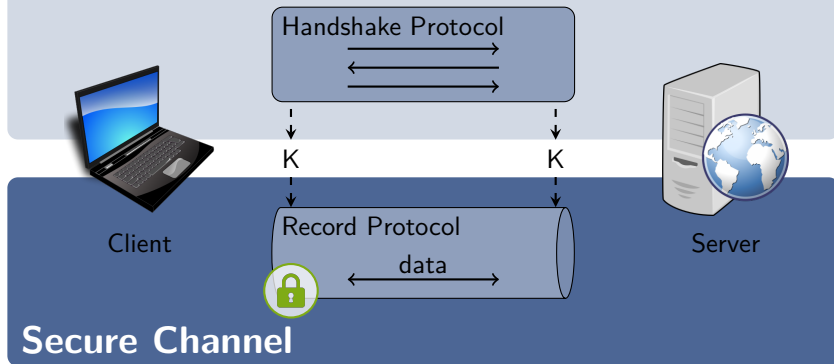 Handshake Protocol
K
K
Record Protocol
Client
Server
data
Secure Channel